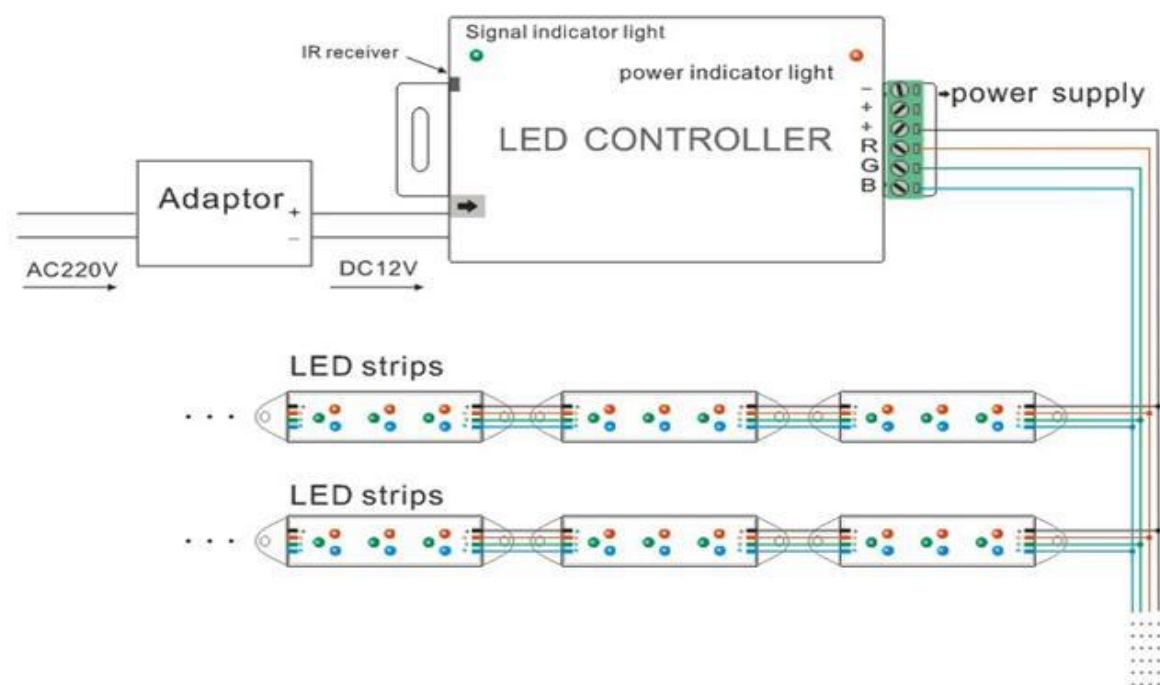 Signal indicator light
IR receiver
power indicator light
LED CONTROLLER
-
+
+
R
G
B
power supply
Adaptor
+
-
AC220V
DC12V
LED strips
LED strips